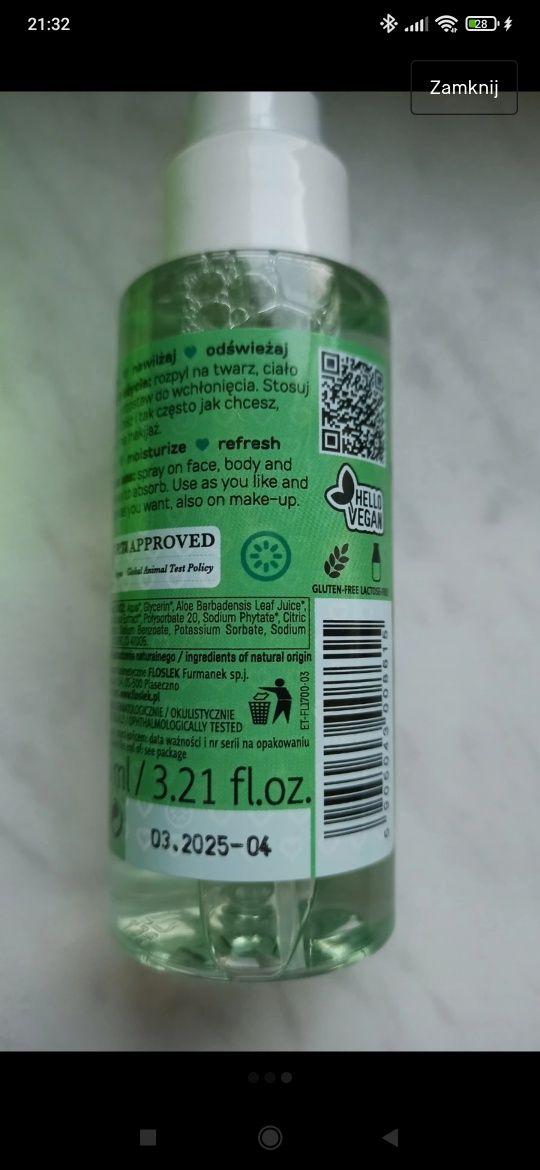 21:32
28
Zamknij
nawilżaj odświeżaj
rozpyl na twarz, ciało
do wchłonięcia. Stosuj
tak często jak chcesz,
makijaż.
moisturize refresh
spray on face, body and
absorb. Use as you like and
you want, also on make-up.
HELLO
VEGAN
APPROVED
Global Animal Test Policy
GLUTEN-FREE LACTOSE-FREE
Aqua*, Glycerin*, Aloe Barbadensis Leaf Juice*,
Polysorbate 20, Sodium Phytate*, Citric
Benzoate, Potassium Sorbate, Sodium
naturalnego / ingredients of natural origin
FLOSLEK Furmanek sp.j.
05-500 Piaseczno
floslek.pl
OKULISTYCZNIE
OPHTHALMOLOGICALLY TESTED
data ważności i nr serii na opakowaniu
see package
ET-FL1700-03
ml / 3.21 fl.oz.
5 905043 008615
03.2025-04